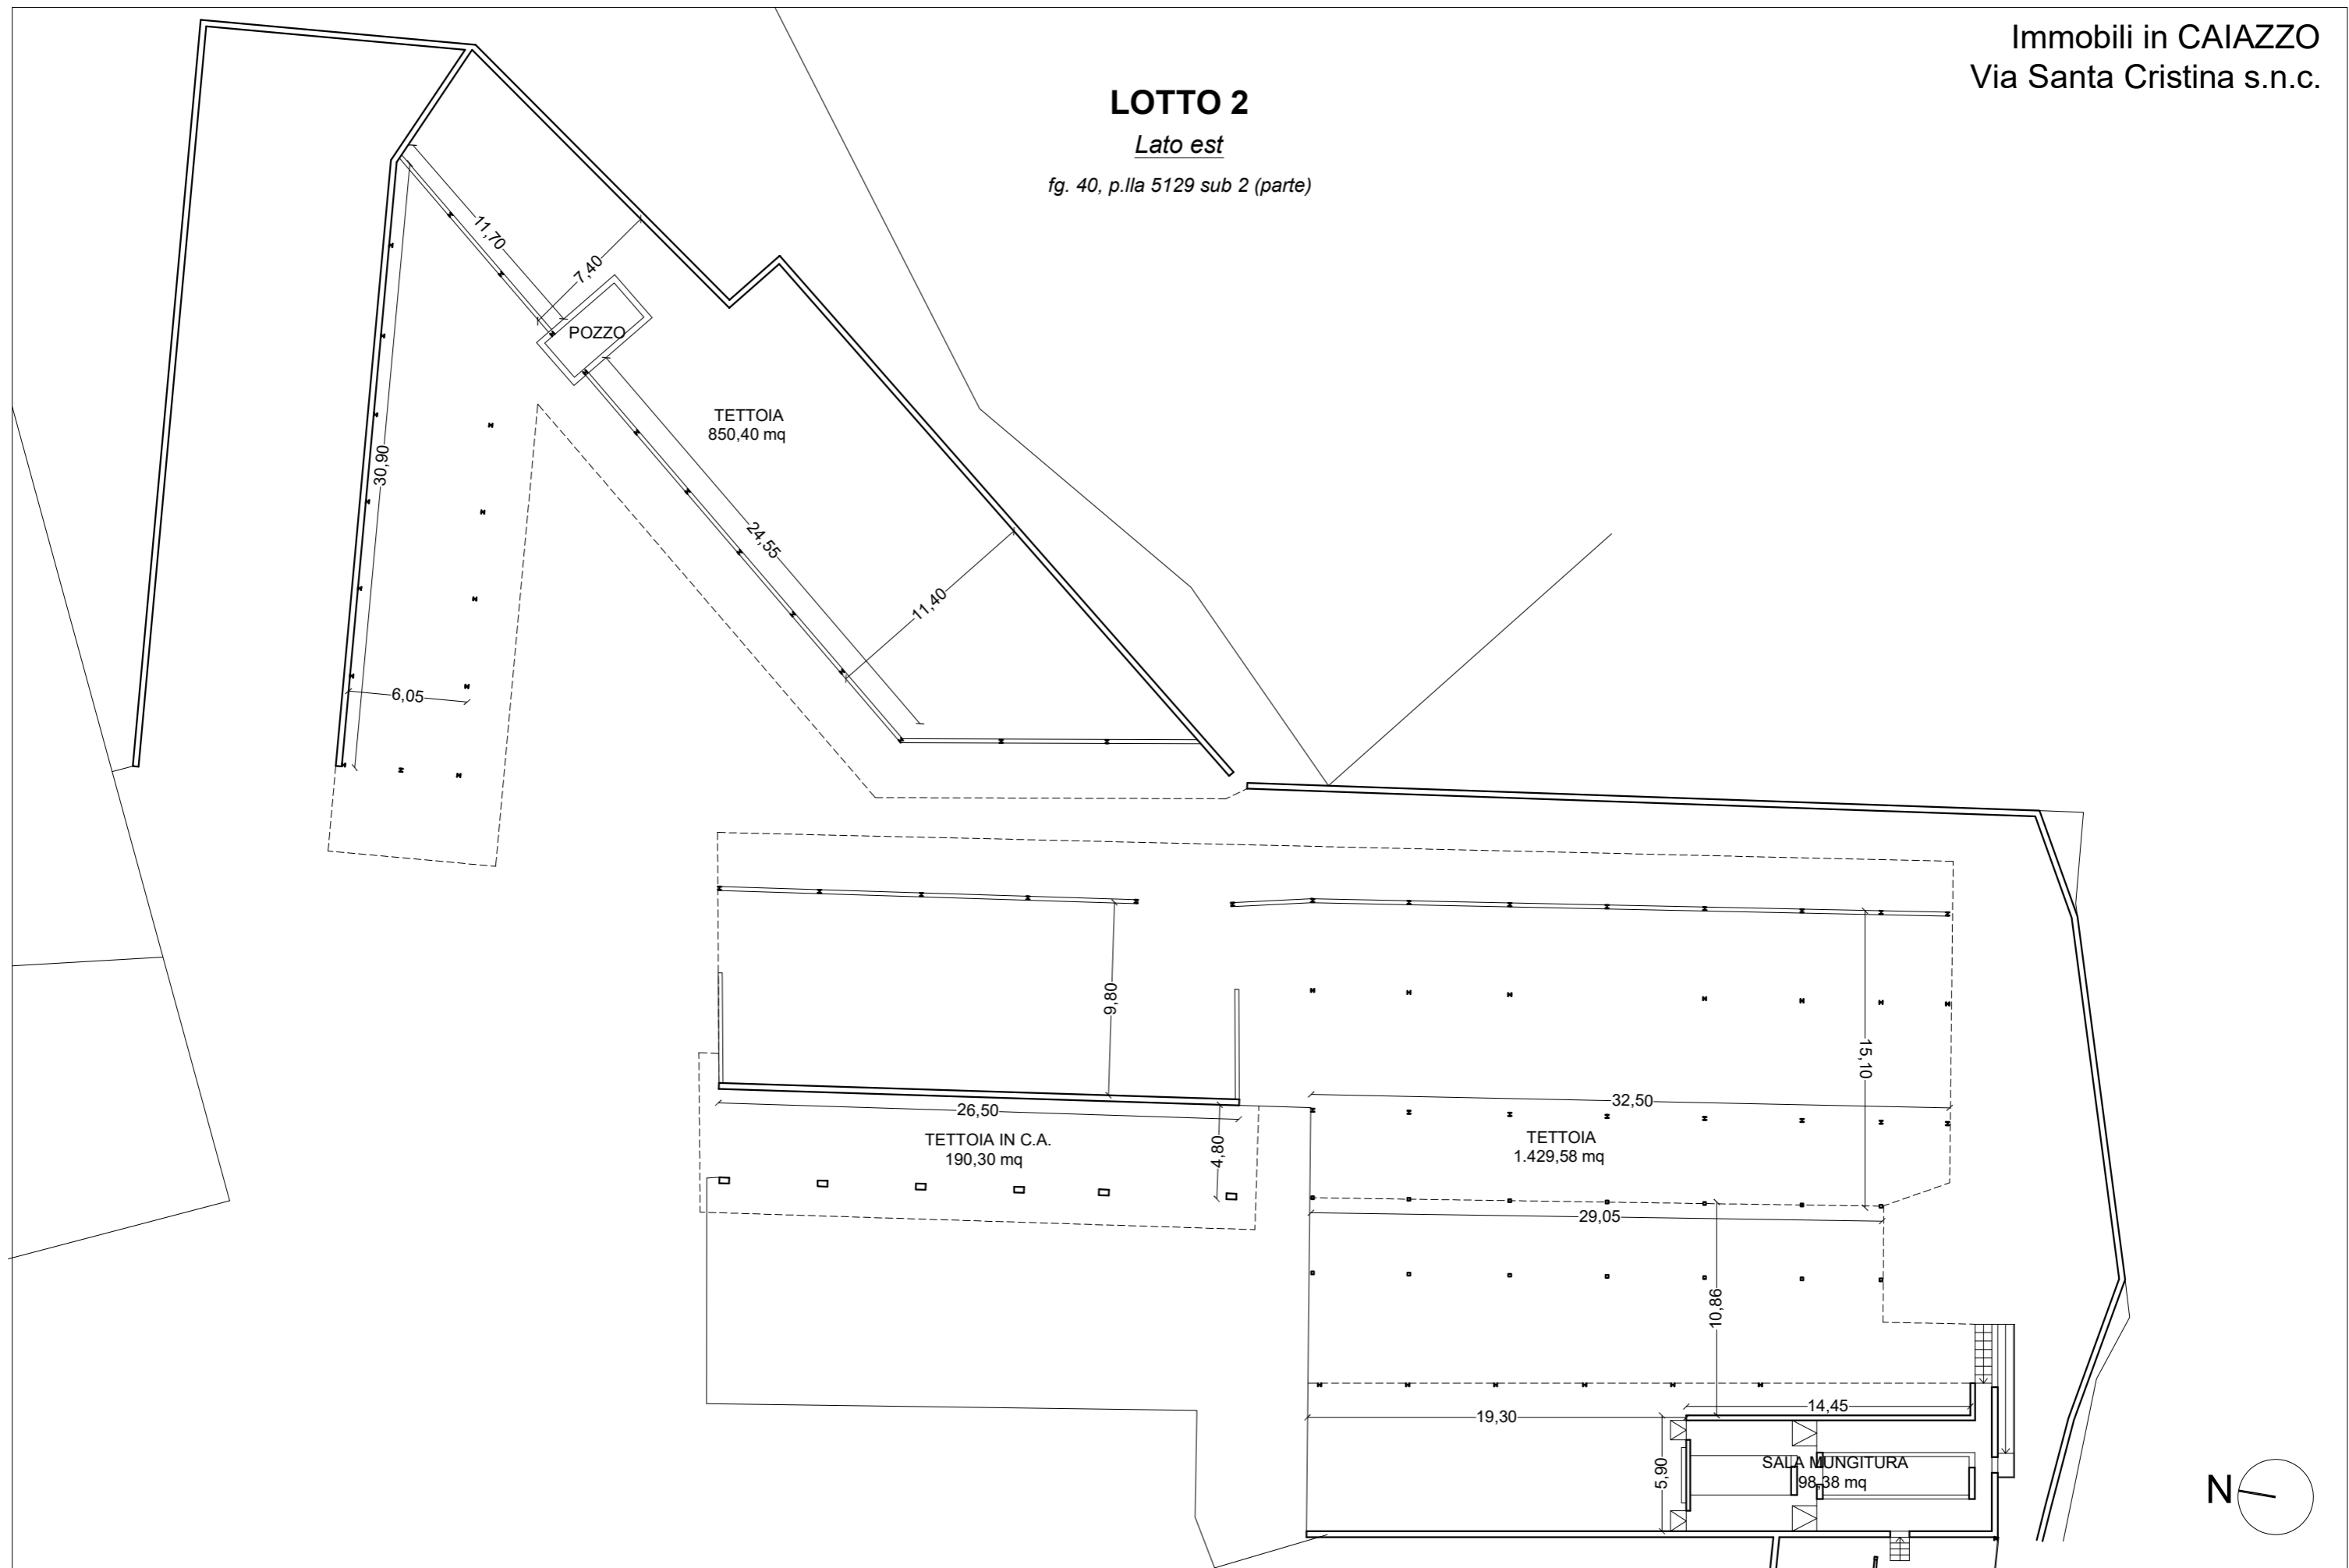 Immobili in CAIAZZO
Via Santa Cristina s.n.c.
LOTTO 2
Lato est
fg. 40, p.lla 5129 sub 2 (parte)
11,70
7,40
POZZO
TETTOIA
850,40 mq
30,90
24,55
11,40
6,05
9,80
15,10
26,50
32,50
TETTOIA IN C.A.
190,30 mq
4,80
TETTOIA
1.429,58 mq
29,05
10,86
14,45
19,30
5,90
SALA MUNGITURA
98,38 mq
N